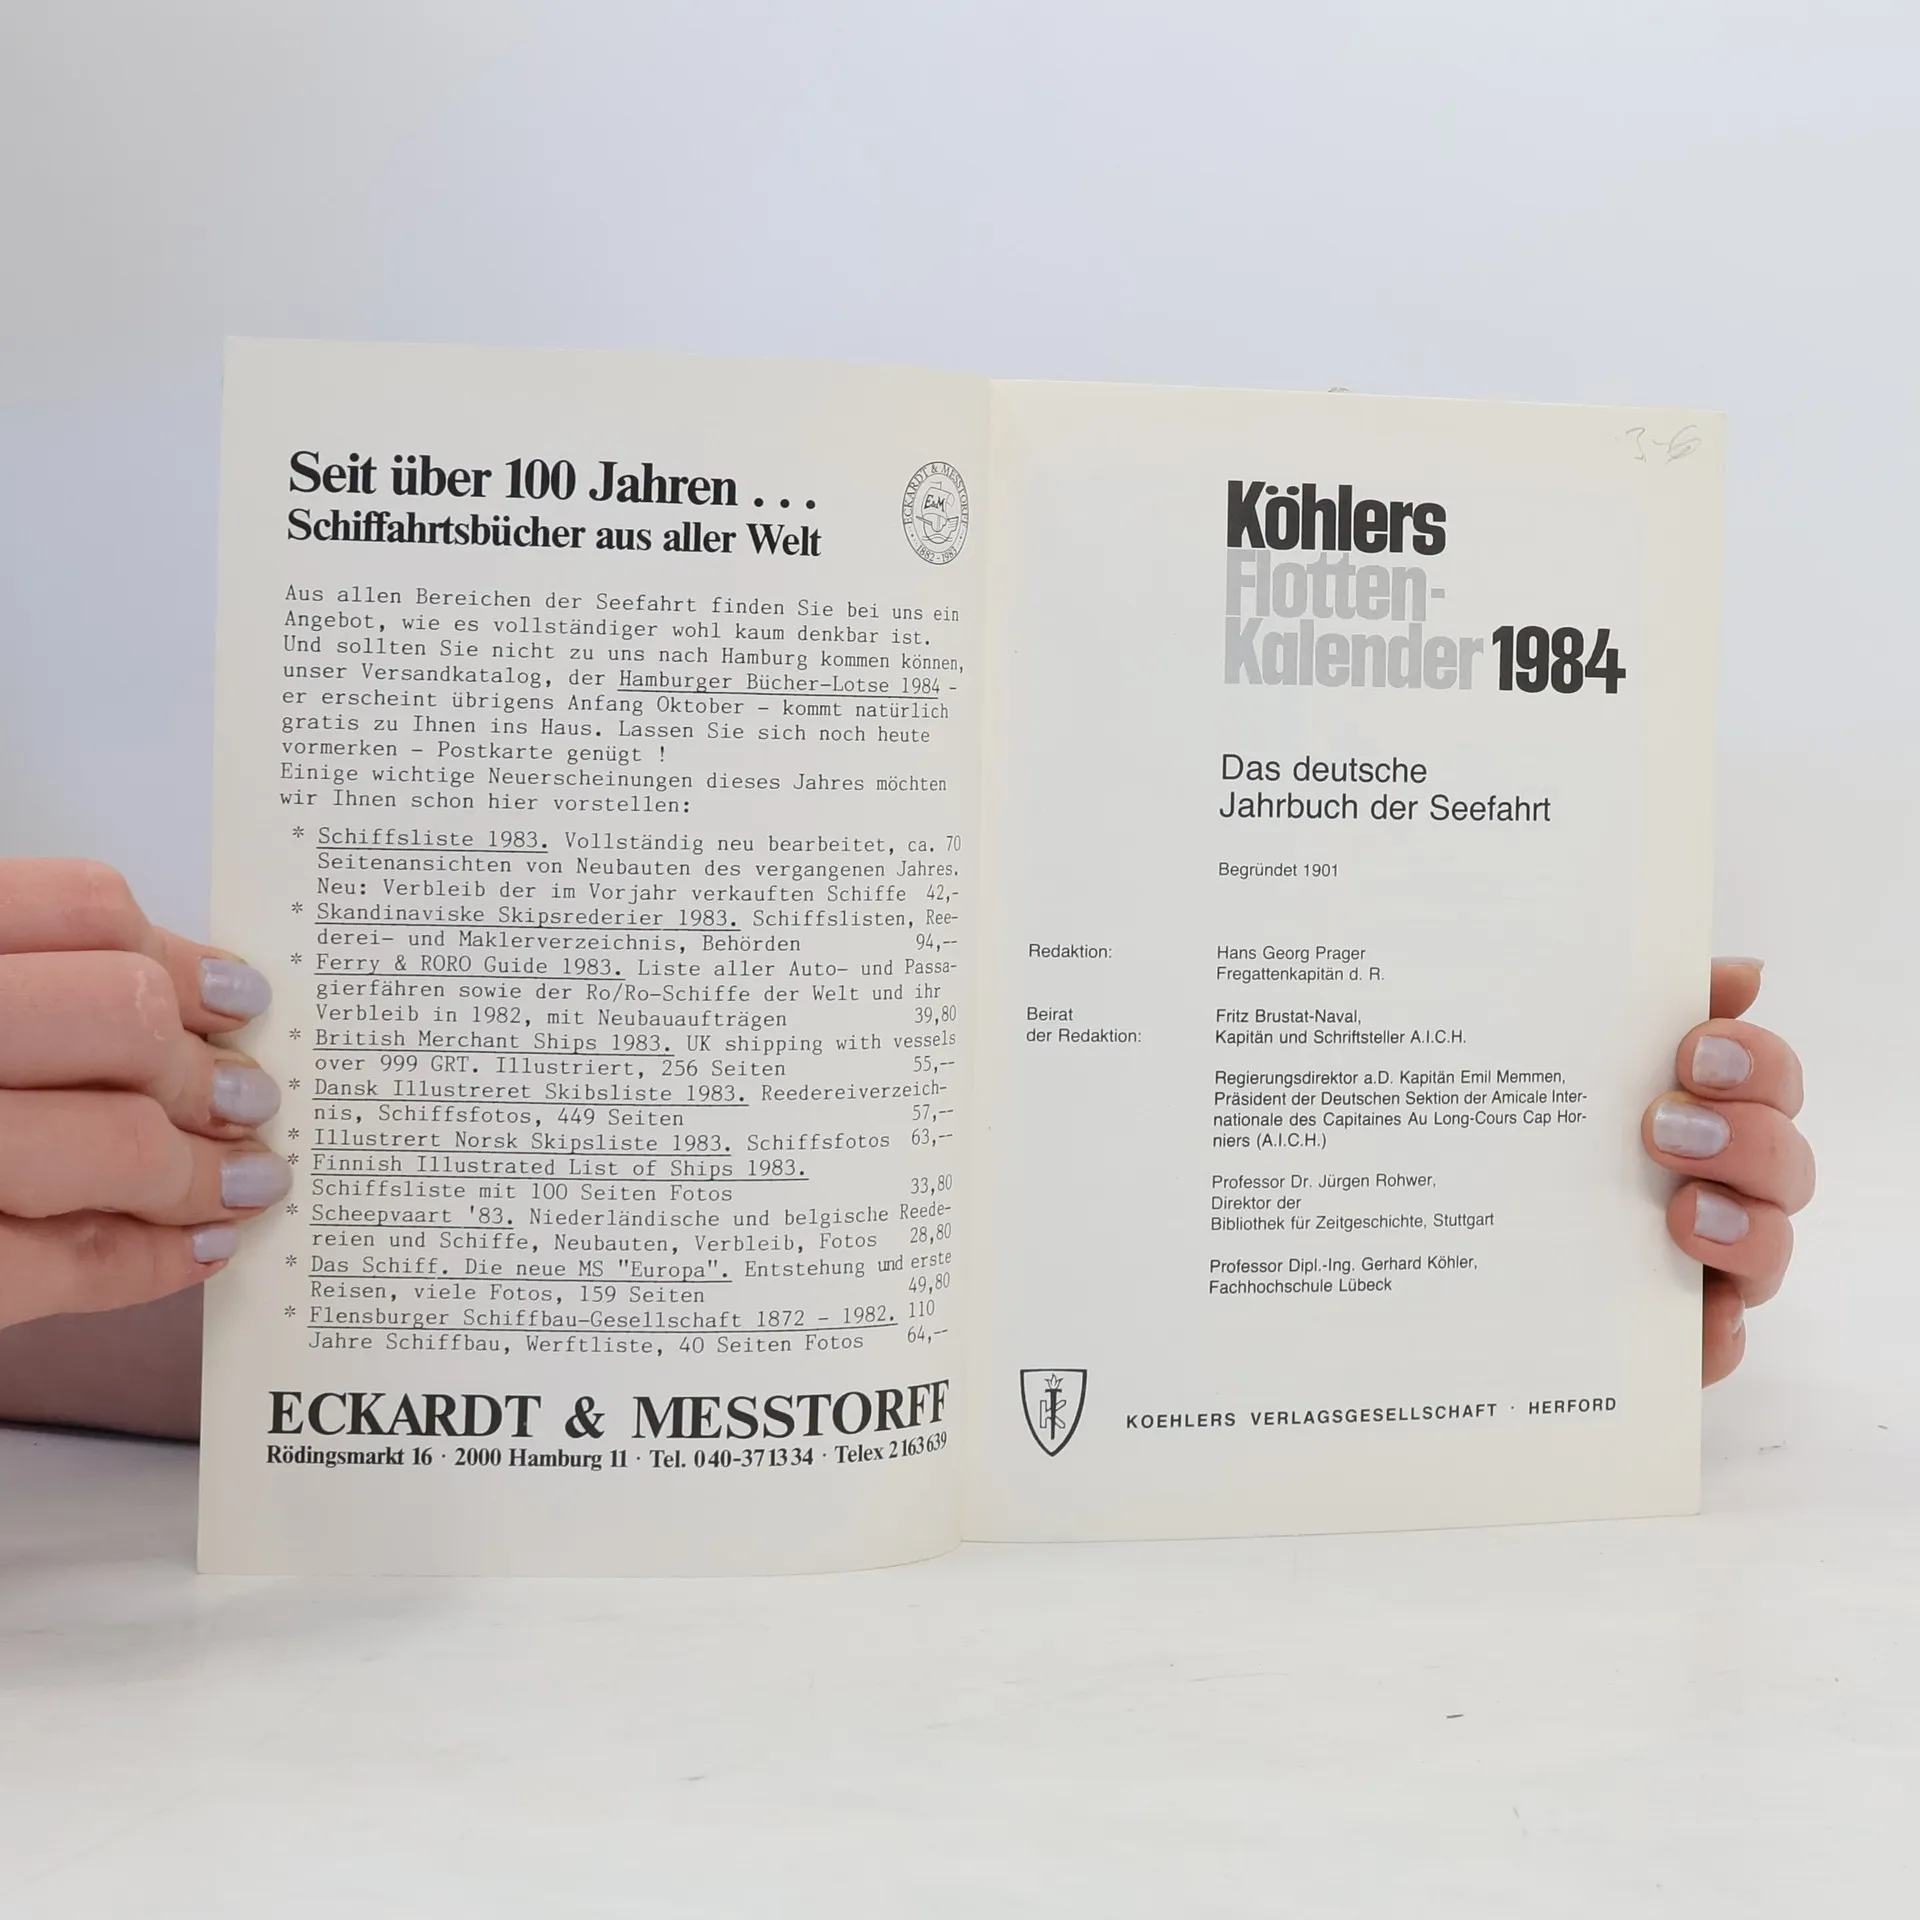 Seit über 100 Jahren . . .
Schiffahrtsbücher aus aller Welt
ECKARDT & MESSTORFF
E&M
1882-1982
Aus allen Bereichen der Seefahrt finden Sie bei uns ein
Angebot, wie es vollständiger wohl kaum denkbar ist.
Und sollten Sie nicht zu uns nach Hamburg kommen können,
unser Versandkatalog, der Hamburger Bücher-Lotse 1984 -
er erscheint übrigens Anfang Oktober - kommt natürlich
gratis zu Ihnen ins Haus. Lassen Sie sich noch heute
vormerken - Postkarte genügt !
Einige wichtige Neuerscheinungen dieses Jahres möchten
wir Ihnen schon hier vorstellen:
* Schiffsliste 1983. Vollständig neu bearbeitet, ca. 70
Seitenansichten von Neubauten des vergangenen Jahres.
Neu: Verbleib der im Vorjahr verkauften Schiffe 42,-
* Skandinaviske Skipsrederier 1983. Schiffslisten, Ree-
derei- und Maklerverzeichnis, Behörden 94,--
* Ferry & RORO Guide 1983. Liste aller Auto- und Passa-
gierfähren sowie der Ro/Ro-Schiffe der Welt und ihr
Verbleib in 1982, mit Neubauaufträgen 39,80
* British Merchant Ships 1983. UK shipping with vessels
over 999 GRT. Illustriert, 256 Seiten 55,--
* Dansk Illustreret Skibsliste 1983. Reedereiverzeich-
nis, Schiffsfotos, 449 Seiten 57,--
* Illustrert Norsk Skipsliste 1983. Schiffsfotos 63,--
* Finnish Illustrated List of Ships 1983.
Schiffsliste mit 100 Seiten Fotos 33,80
* Scheepvaart '83. Niederländische und belgische Reede-
reien und Schiffe, Neubauten, Verbleib, Fotos 28,80
* Das Schiff. Die neue MS "Europa". Entstehung und erste
Reisen, viele Fotos, 159 Seiten 49,80
* Flensburger Schiffbau-Gesellschaft 1872 - 1982. 110
Jahre Schiffbau, Werftliste, 40 Seiten Fotos 64,--
ECKARDT & MESSTORFF
Rödingsmarkt 16 · 2000 Hamburg 11 · Tel. 040-371334 · Telex 2163639
Köhlers
Flotten-
Kalender 1984
Das deutsche
Jahrbuch der Seefahrt
Begründet 1901
Redaktion: Hans Georg Prager
Fregattenkapitän d. R.
Beirat Fritz Brustat-Naval,
der Redaktion: Kapitän und Schriftsteller A.I.C.H.
Regierungsdirektor a.D. Kapitän Emil Memmen,
Präsident der Deutschen Sektion der Amicale Inter-
nationale des Capitaines Au Long-Cours Cap Hor-
niers (A.I.C.H.)
Professor Dr. Jürgen Rohwer,
Direktor der
Bibliothek für Zeitgeschichte, Stuttgart
Professor Dipl.-Ing. Gerhard Köhler,
Fachhochschule Lübeck
KOEHLERS VERLAGSGESELLSCHAFT · HERFORD